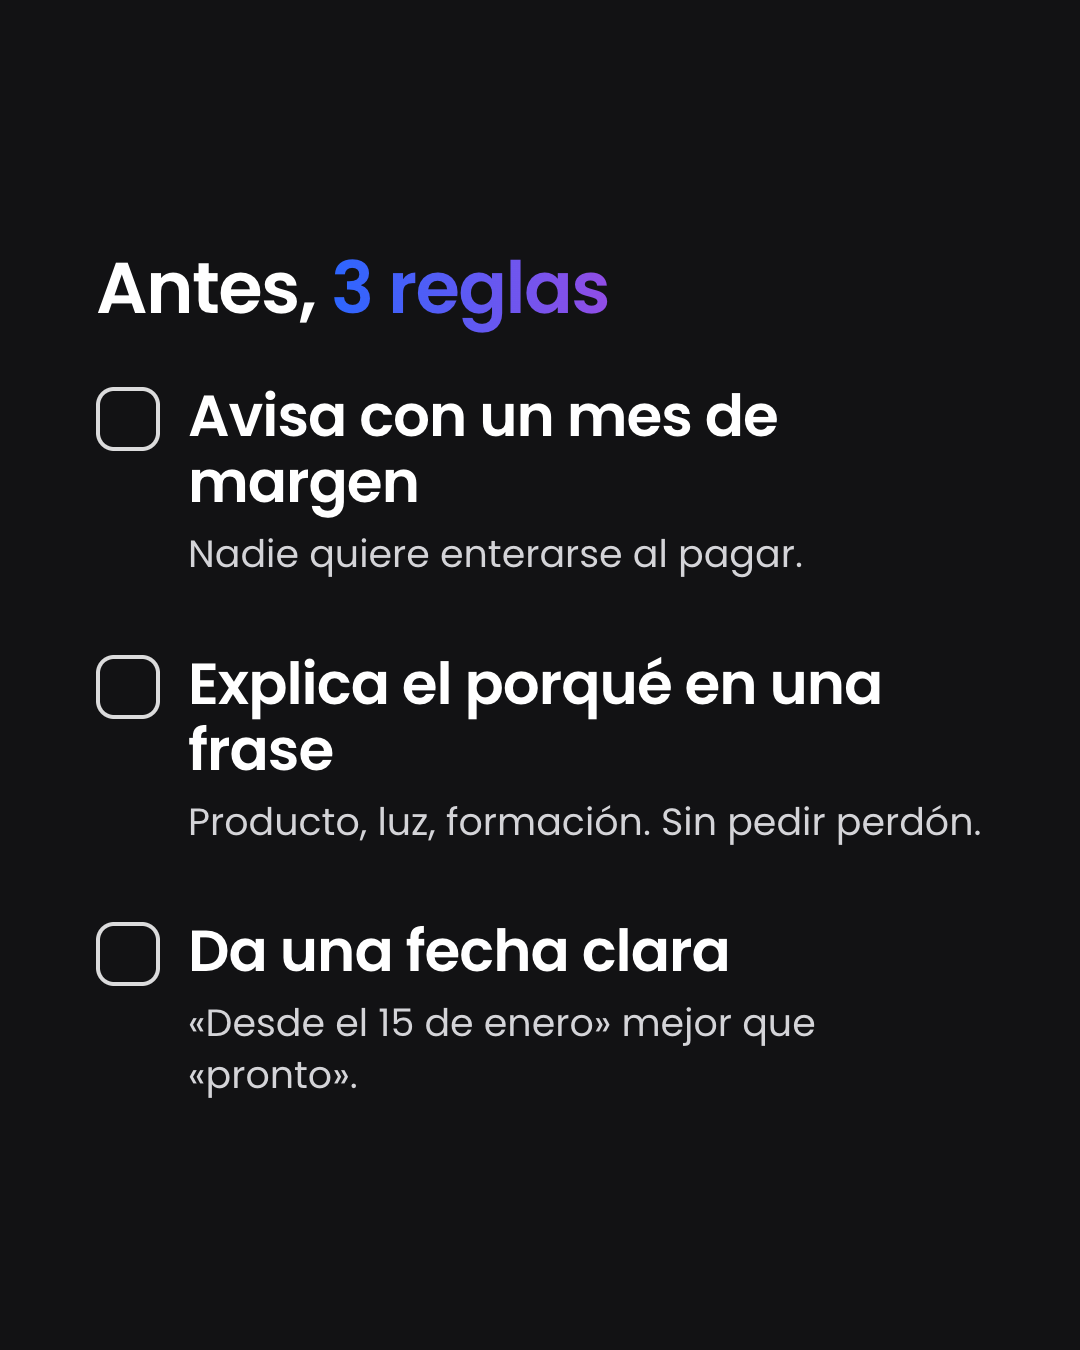 Antes, 3 reglas
Avisa con un mes de
margen
Nadie quiere enterarse al pagar.
Explica el porqué en una
frase
Producto, luz, formación. Sin pedir perdón.
Da una fecha clara
«Desde el 15 de enero» mejor que
«pronto».